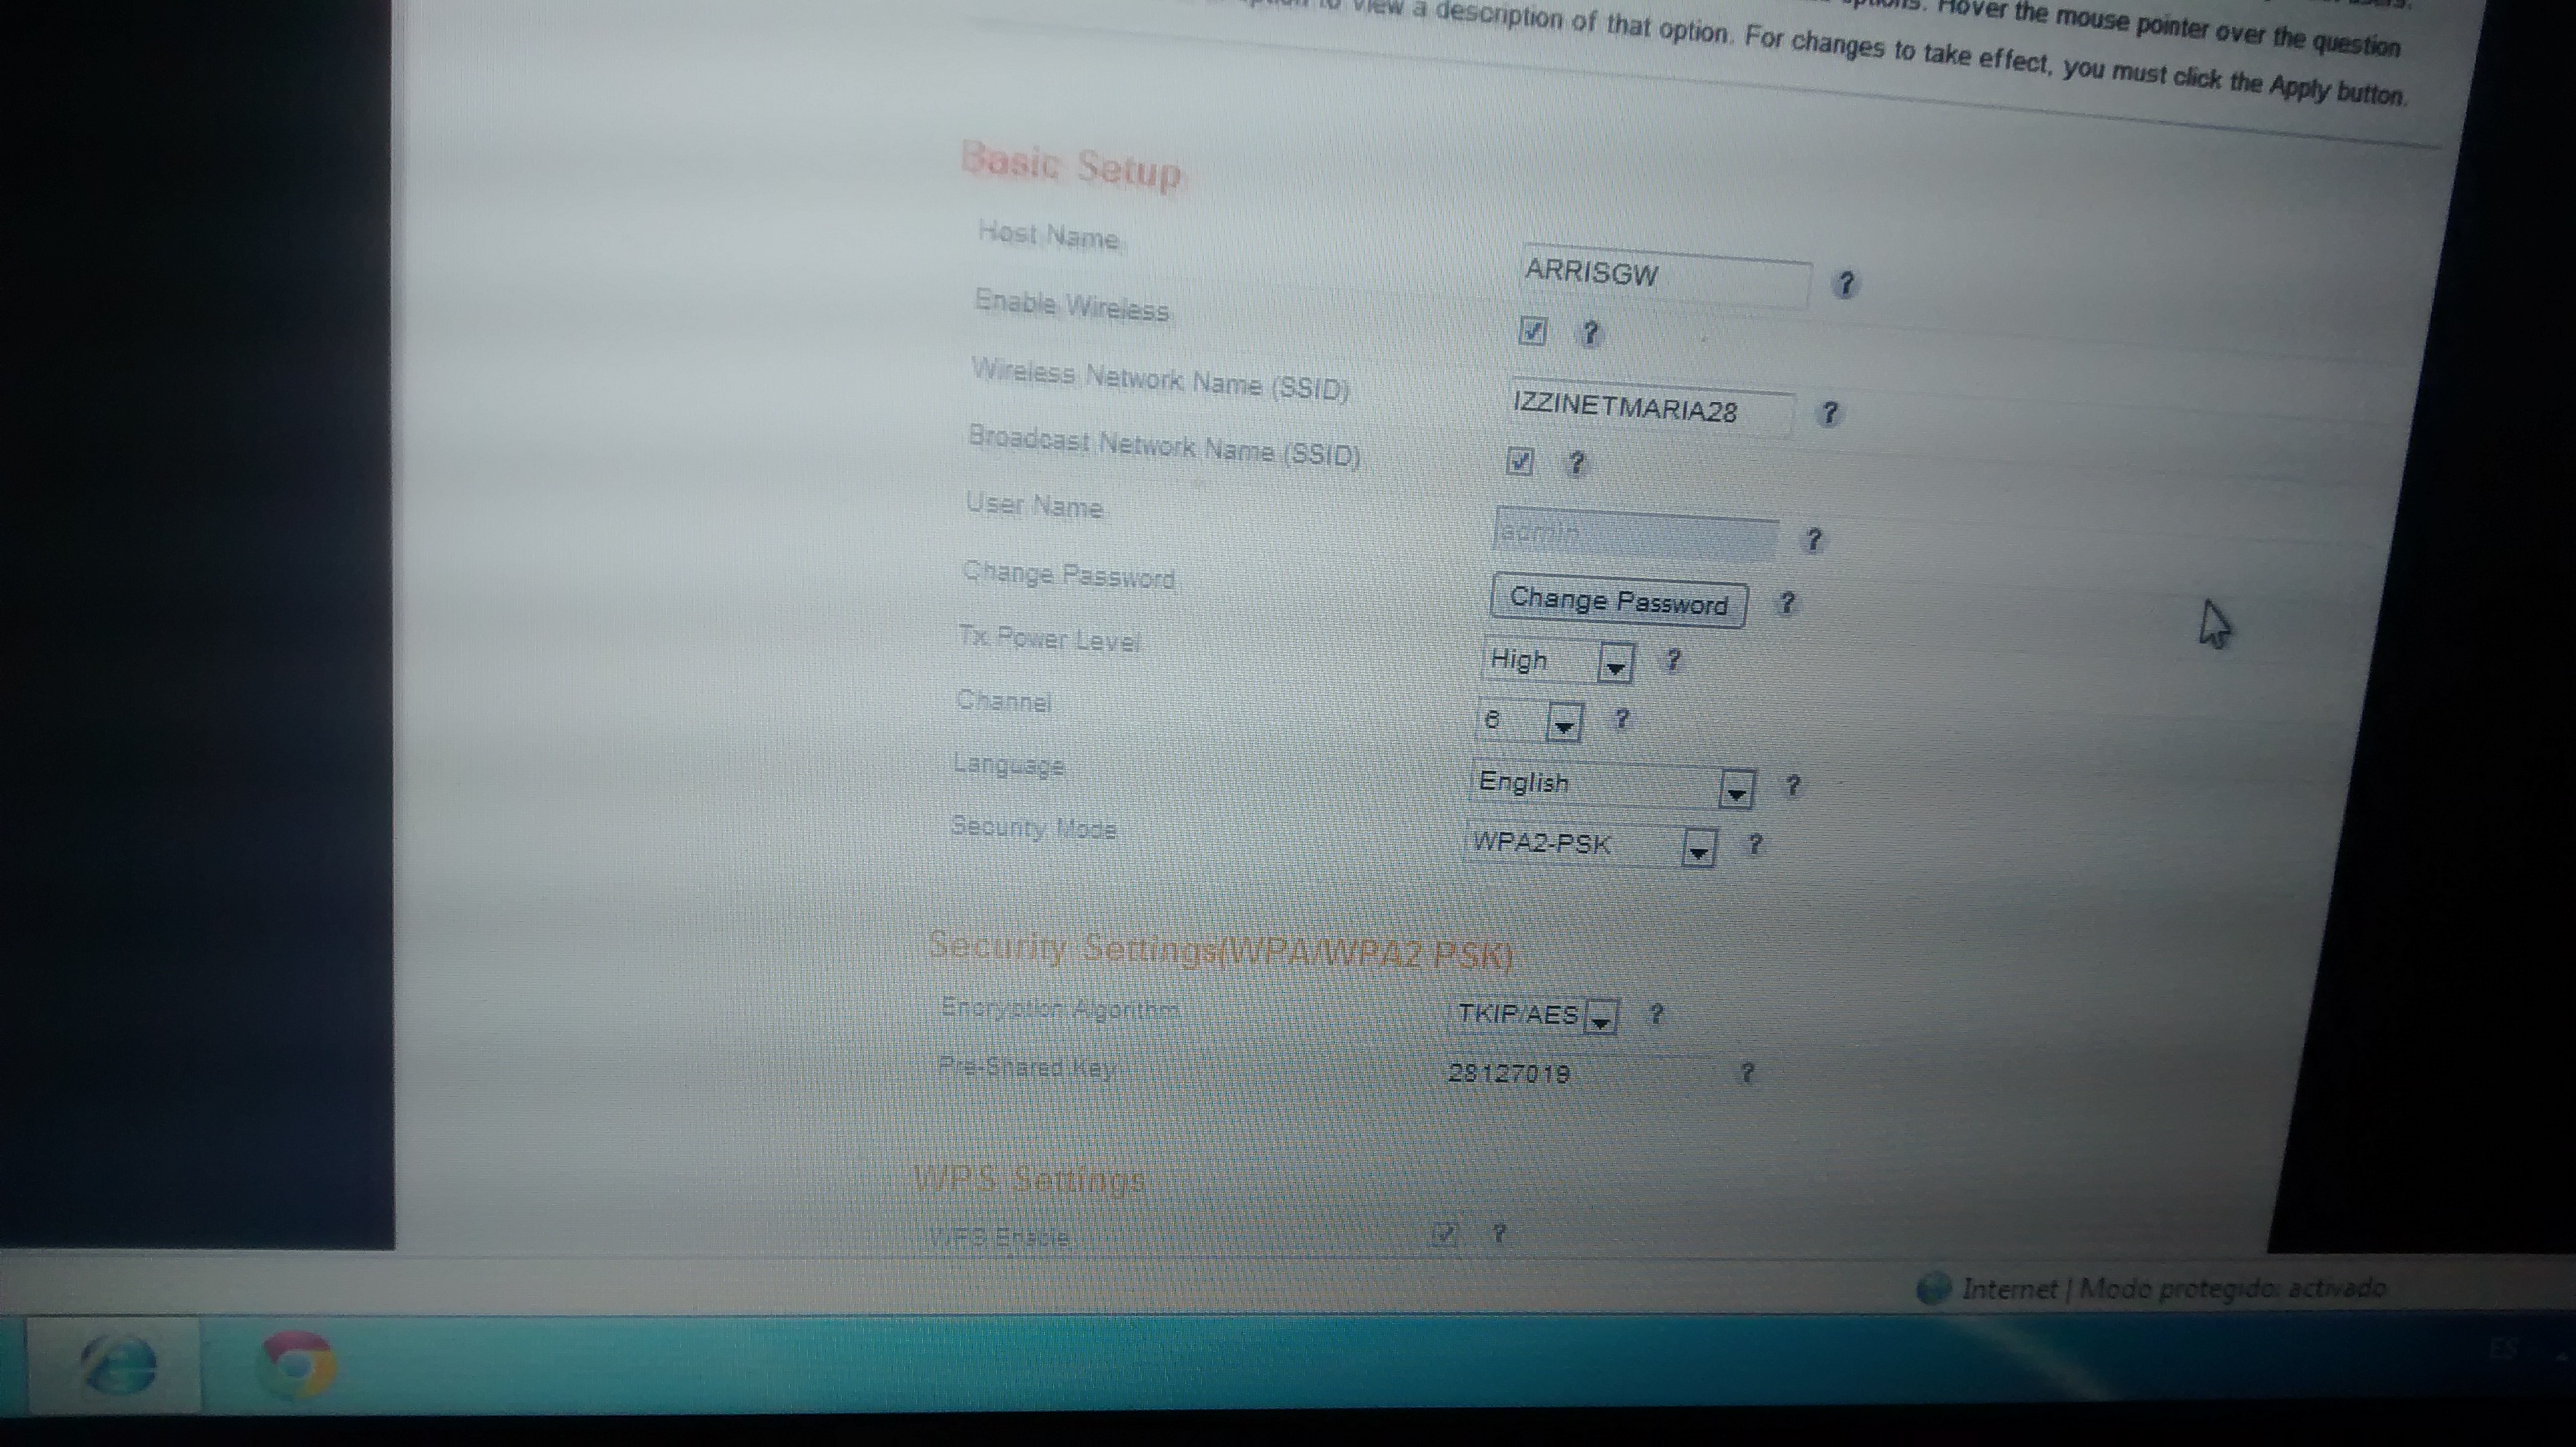 to view a description of that option. For changes to take effect, you must click the Apply button.
Hover the mouse pointer over the question
Basic Setup
Host Name ARRISGW ?
Enable Wireless ?
Wireless Network Name (SSID) IZZINETMARIA28 ?
Broadcast Network Name (SSID) ?
User Name admin ?
Change Password Change Password ?
Tx Power Level High ?
Channel 6 ?
Language English ?
Security Mode WPA2-PSK ?
Security Settings(WPA/WPA2 PSK)
Encryption Algorithm TKIP/AES ?
Pre-Shared Key 28127019 ?
WPS Settings
WPS Enable ?
Internet | Modo protegido: activado
ES